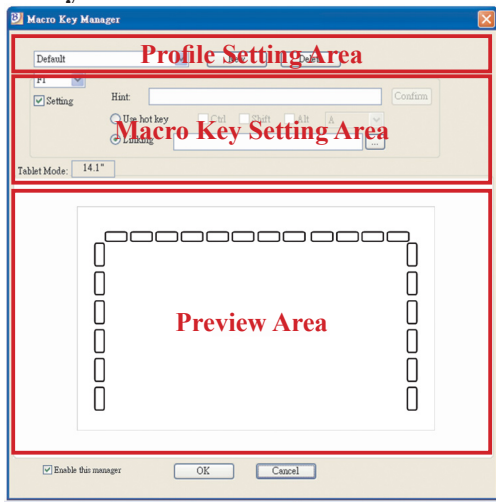 Macro Key Manager
Default
Profile Setting Area
F1
Setting
Hint:
Confirm
Use hot key
Ctrl
Shift
Alt
A
Macro Key Setting Area
Linking
...
Tablet Mode:
14.1"
Preview Area
Enable this manager
OK
Cancel